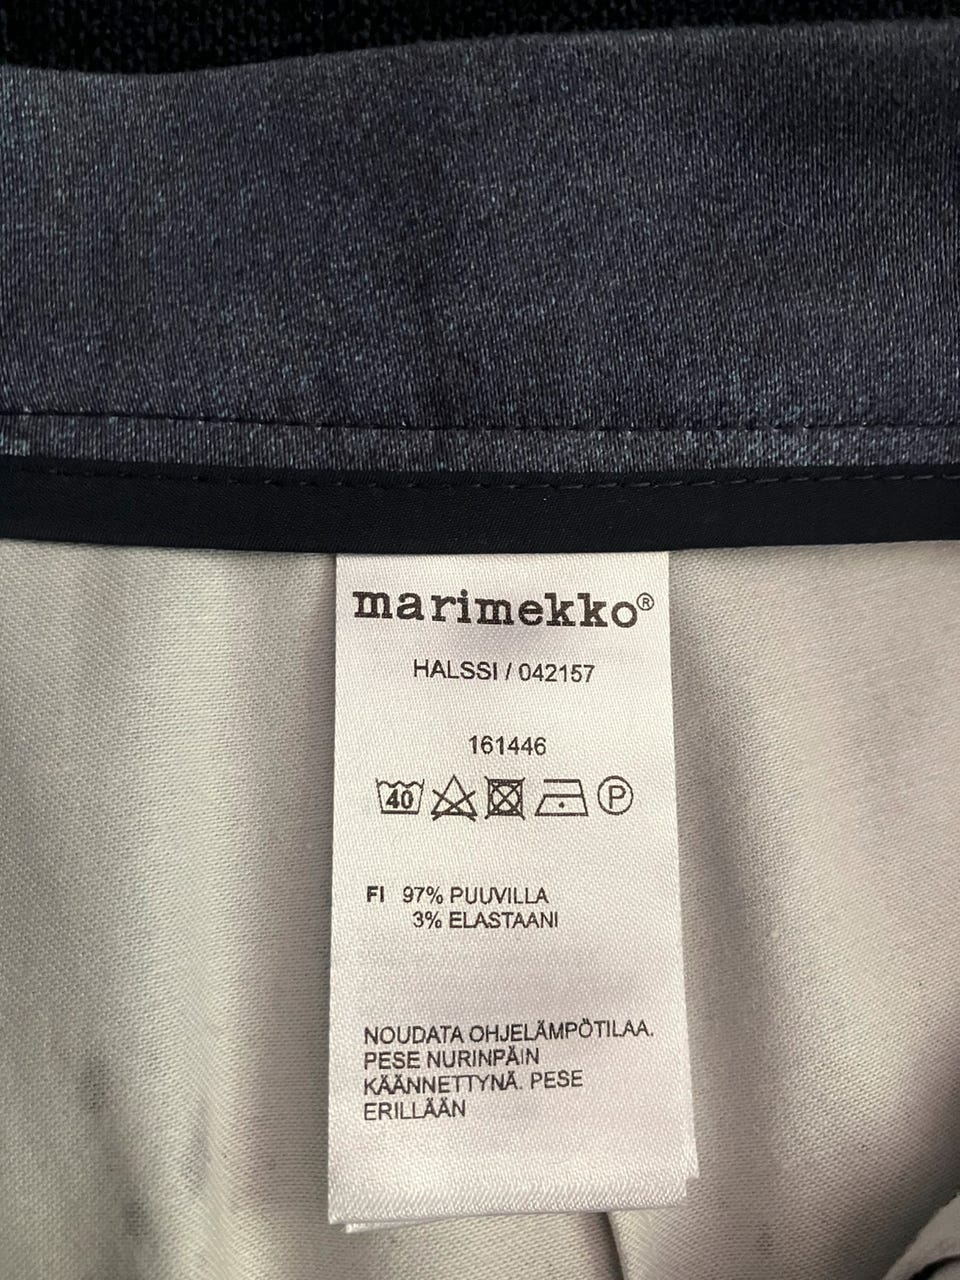 marimekko®
HALSSI / 042157
161446
40 P
FI 97% PUUVILLA
3% ELASTAANI
NOUDATA OHJELÄMPÖTILAA.
PESE NURINPÄIN
KÄÄNNETTYNÄ. PESE
ERILLÄÄN